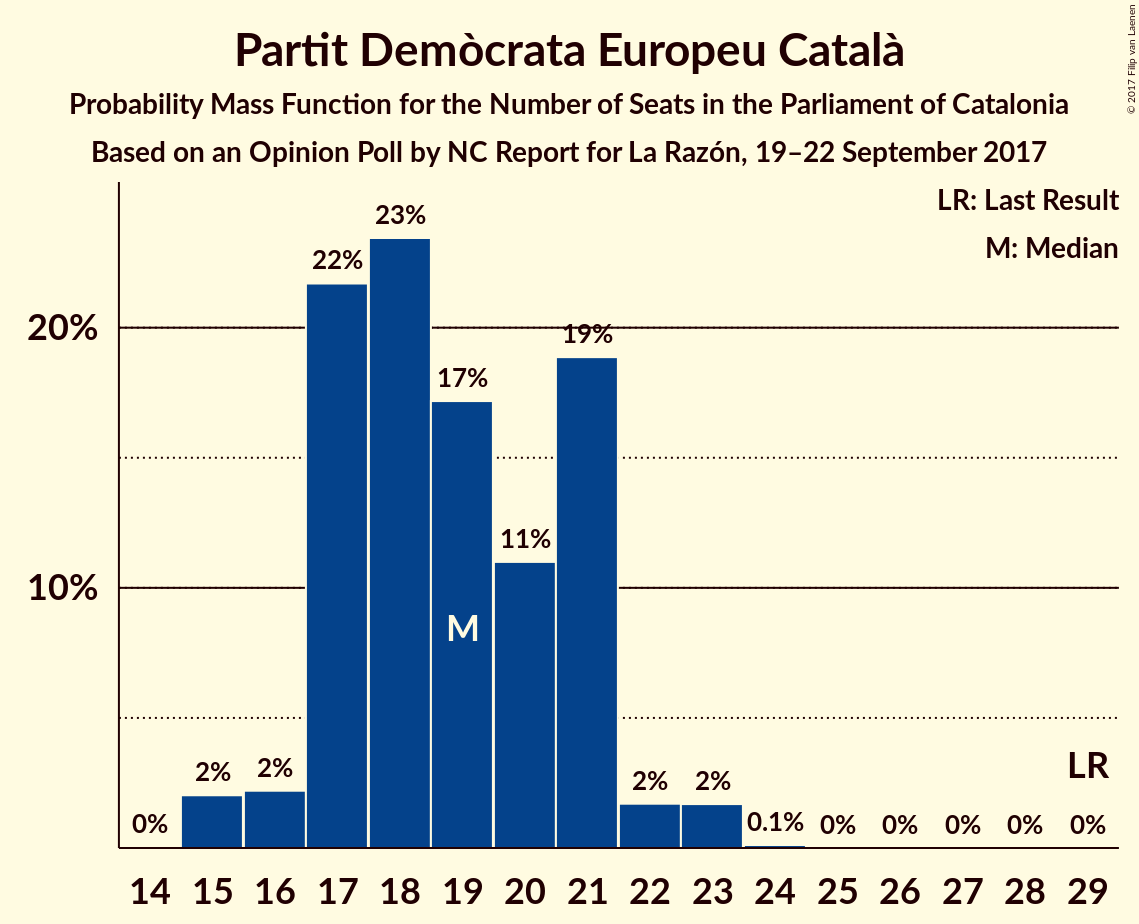 Partit Demòcrata Europeu Català
Probability Mass Function for the Number of Seats in the Parliament of Catalonia
Based on an Opinion Poll by NC Report for La Razón, 19–22 September 2017
© 2017 Filip van Laenen
LR: Last Result
M: Median
23%
22%
20%
19%
17%
11%
10%
M
LR
2%
2%
2%
2%
0%
0.1%
0%
0%
0%
0%
0%
14 15 16 17 18 19 20 21 22 23 24 25 26 27 28 29